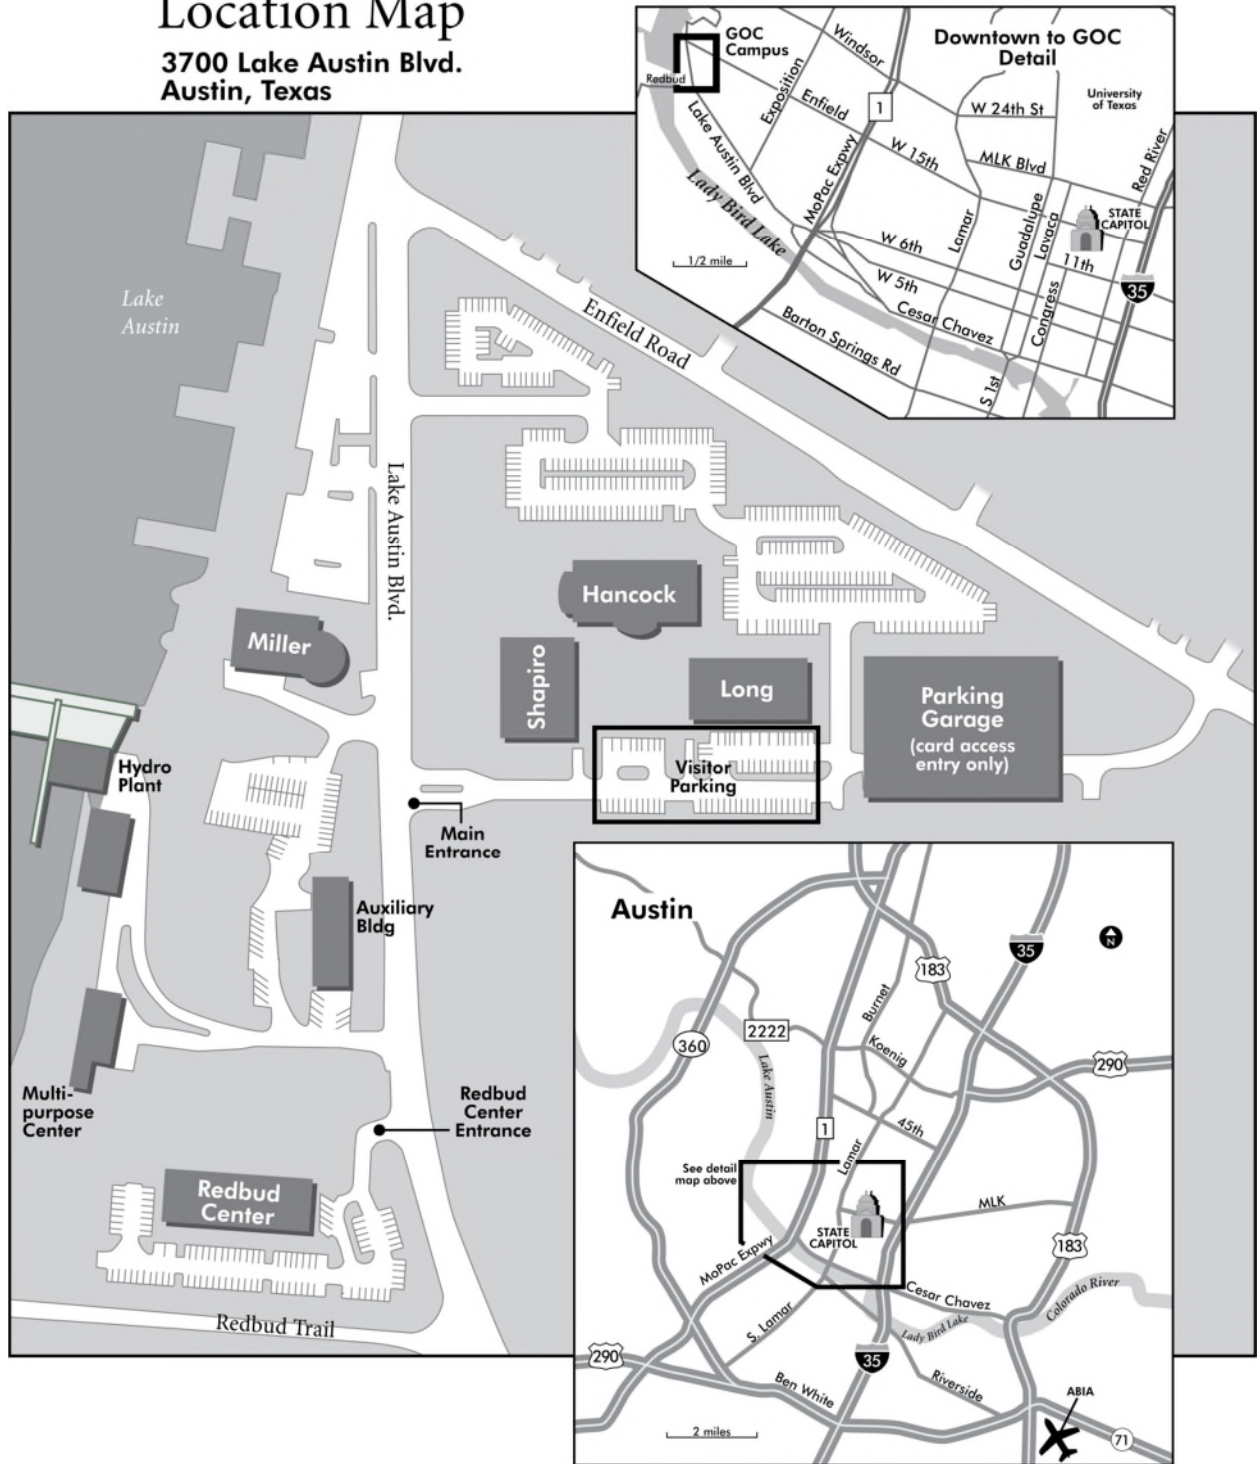 Location Map
3700 Lake Austin Blvd.
Austin, Texas
Downtown to GOC
Detail
GOC
Campus
Redbud
Windsor
Exposition
Enfield
1
W 24th St
University
of Texas
Lake Austin Blvd
MoPac Expwy
W 15th
MLK Blvd
Red River
Lady Bird Lake
Lamar
Guadalupe
Lavaca
STATE
CAPITOL
W 6th
11th
1/2 mile
W 5th
35
Cesar Chavez
Congress
Barton Springs Rd
S 1st
Lake
Austin
Enfield Road
Lake Austin Blvd.
Hancock
Miller
Shapiro
Long
Parking
Garage
(card access
entry only)
Visitor
Parking
Hydro
Plant
Main
Entrance
Auxiliary
Bldg
Multi-
purpose
Center
Redbud
Center
Entrance
Redbud
Center
Redbud Trail
Austin
N
35
183
Burnet
2222
360
Koenig
290
Lake Austin
45th
1
Lamar
See detail
map above
MLK
STATE
CAPITOL
183
MoPac Expwy
Cesar Chavez
Colorado River
S. Lamar
Lady Bird Lake
290
35
Ben White
Riverside
ABIA
2 miles
71